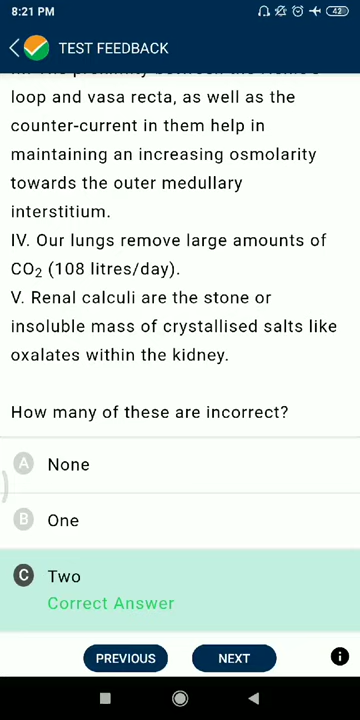 8:21 PM
42
TEST FEEDBACK
loop and vasa recta, as well as the
counter-current in them help in
maintaining an increasing osmolarity
towards the outer medullary
interstitium.
IV. Our lungs remove large amounts of
CO₂ (108 litres/day).
V. Renal calculi are the stone or
insoluble mass of crystallised salts like
oxalates within the kidney.
How many of these are incorrect?
A None
B One
C Two
Correct Answer
PREVIOUS NEXT